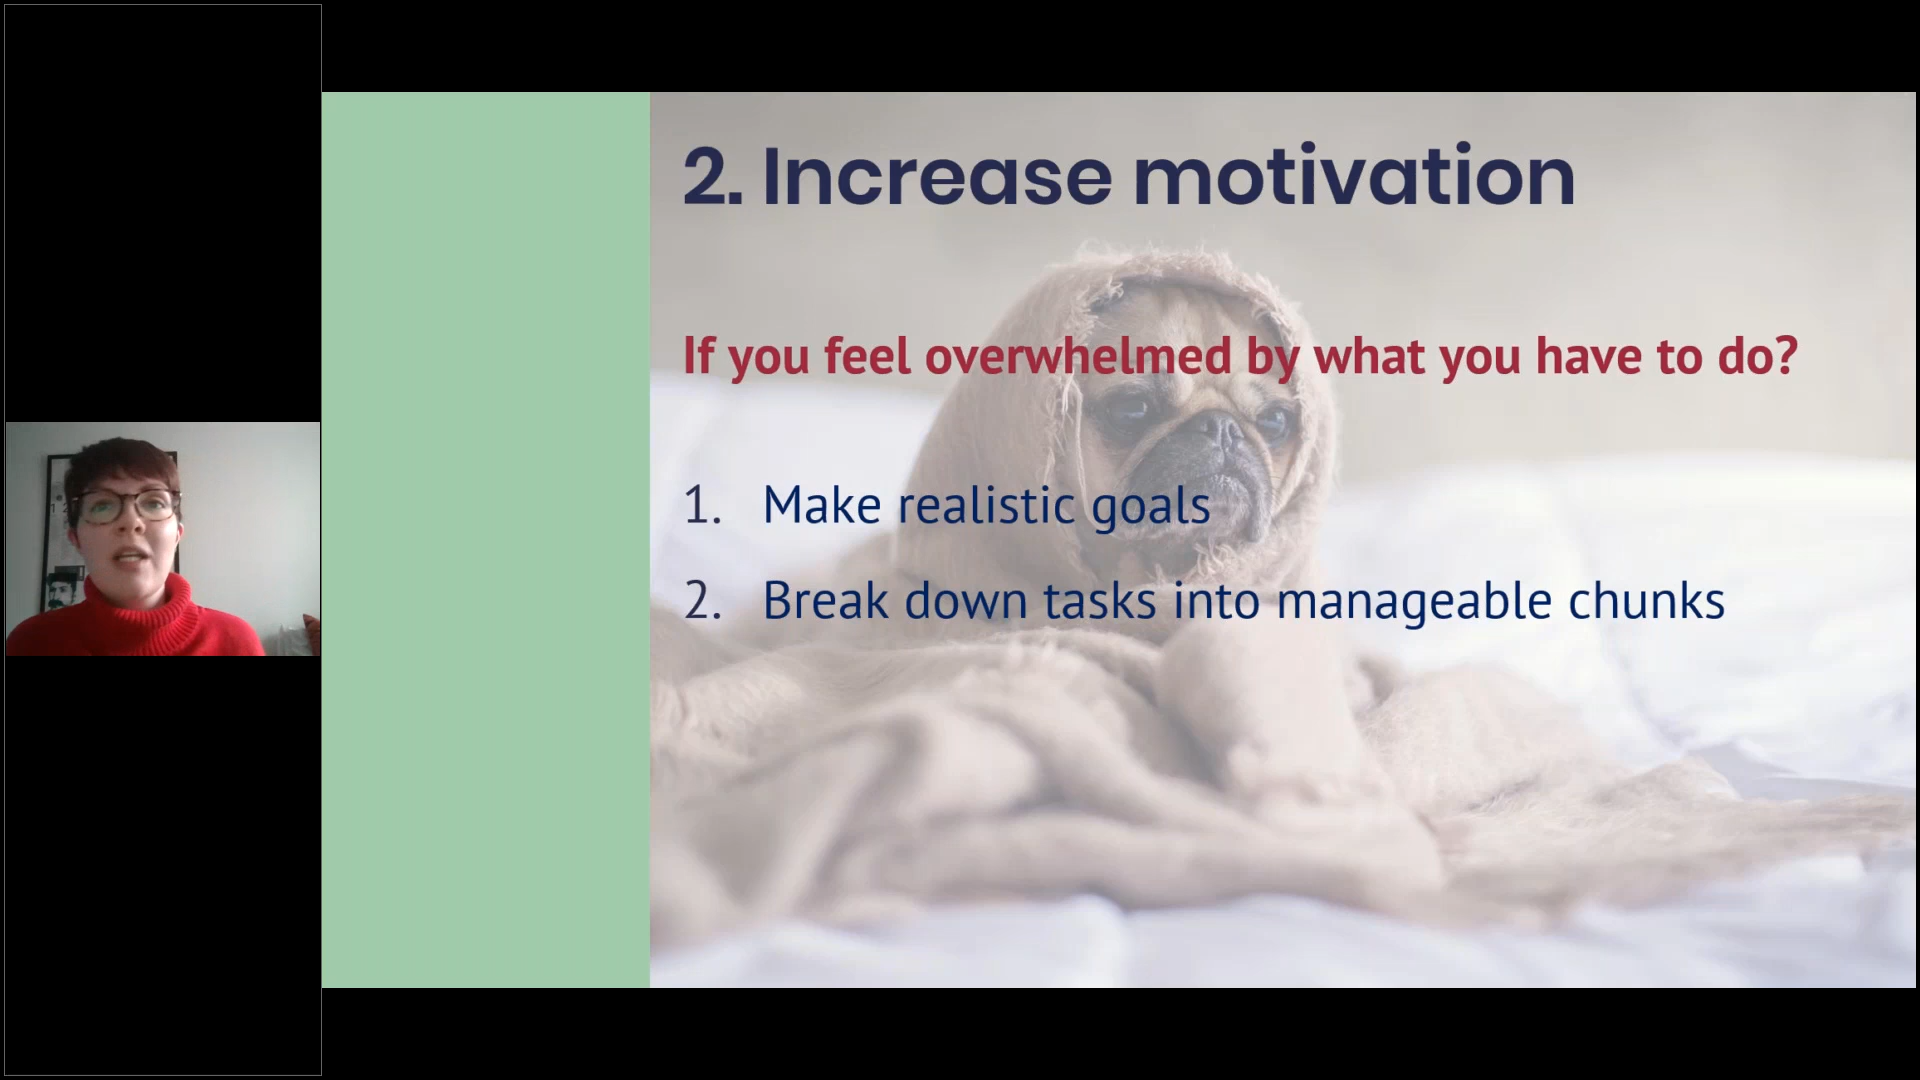 2. Increase motivation
If you feel overwhelmed by what you have to do?
1. Make realistic goals
2. Break down tasks into manageable chunks